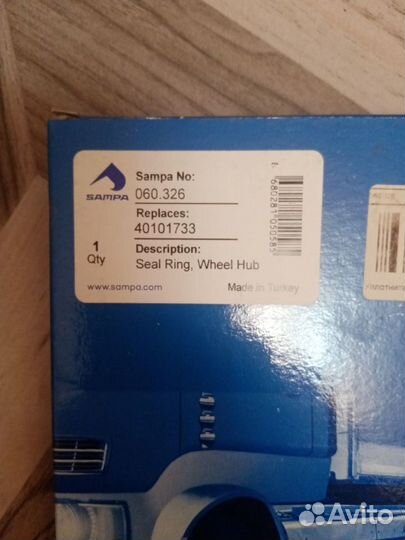 SAMPA
Sampa No:
060.326
Replaces:
40101733
1
Qty
Description:
Seal Ring, Wheel Hub
www.sampa.com
Made in Turkey
Avito